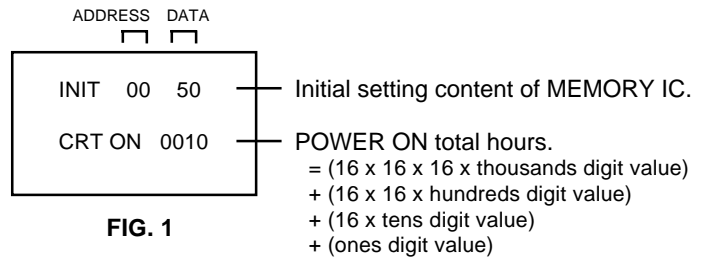 ADDRESS DATA
INIT 00 50
Initial setting content of MEMORY IC.
CRT ON 0010
POWER ON total hours.
= (16 x 16 x 16 x thousands digit value)
+ (16 x 16 x hundreds digit value)
+ (16 x tens digit value)
+ (ones digit value)
FIG. 1